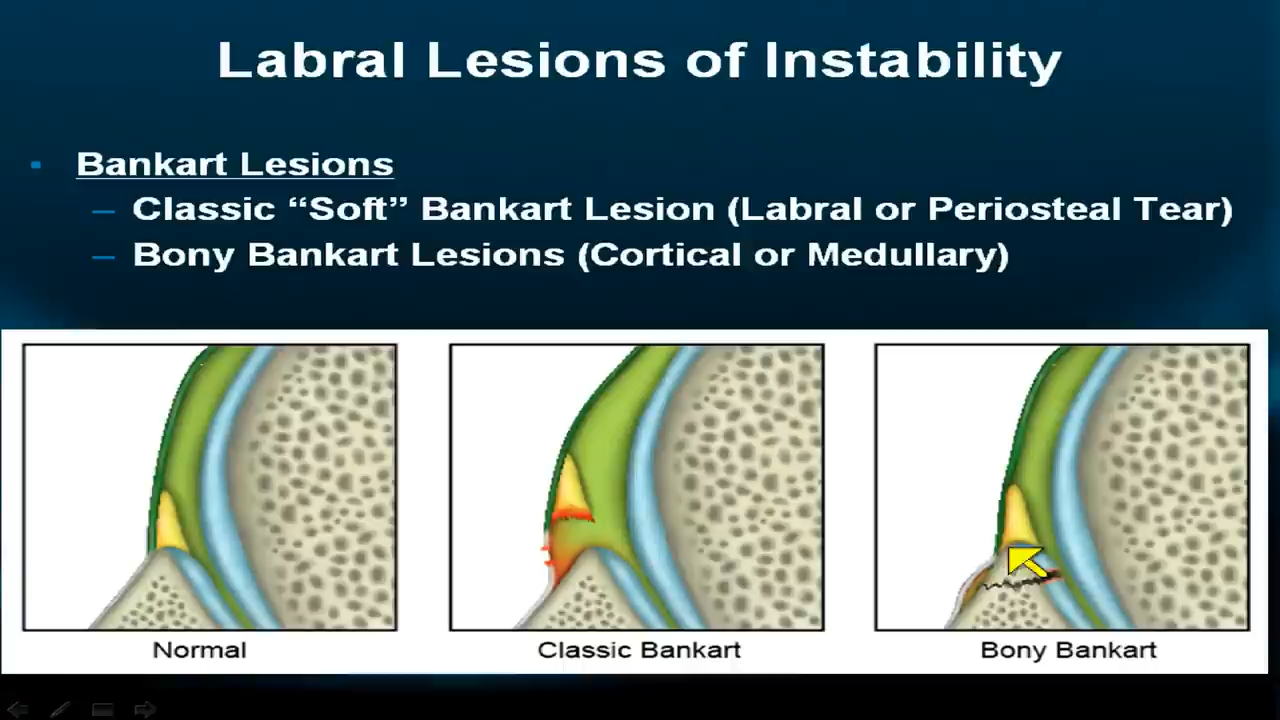 Labral Lesions of Instability
Bankart Lesions
– Classic “Soft” Bankart Lesion (Labral or Periosteal Tear)
– Bony Bankart Lesions (Cortical or Medullary)
Normal
Classic Bankart
Bony Bankart